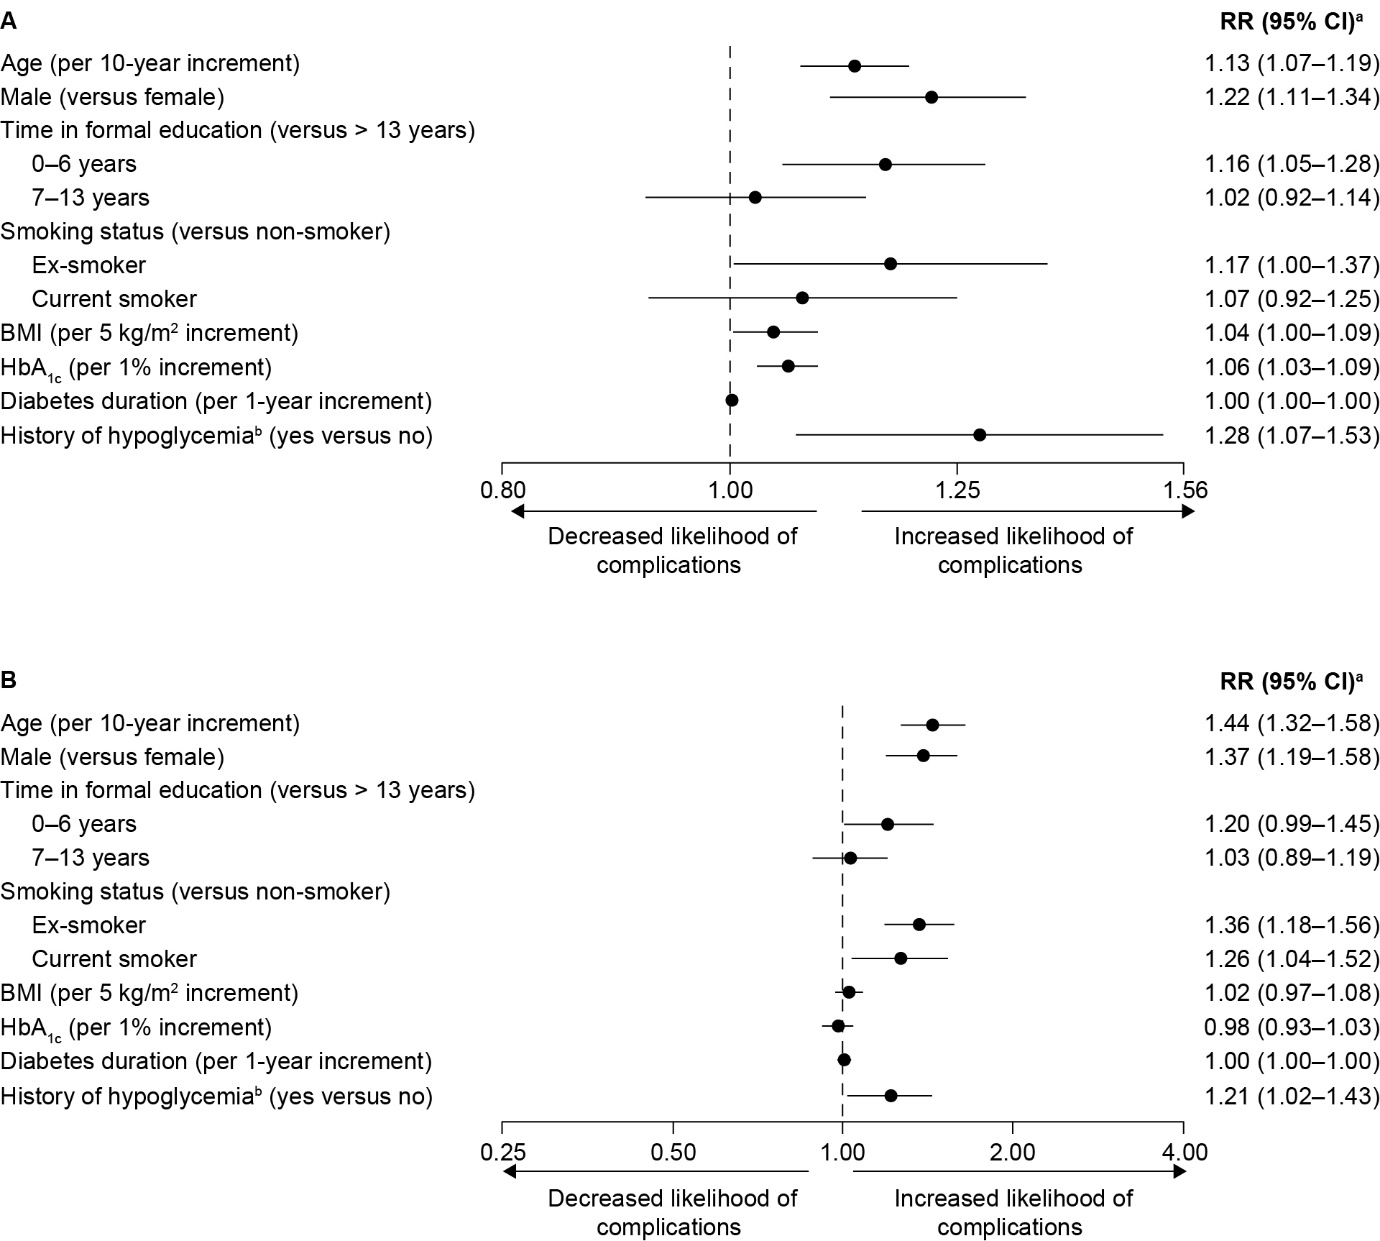 A RR (95% CI)ᵃ
Age (per 10-year increment) 1.13 (1.07–1.19)
Male (versus female) 1.22 (1.11–1.34)
Time in formal education (versus > 13 years)
0–6 years 1.16 (1.05–1.28)
7–13 years 1.02 (0.92–1.14)
Smoking status (versus non-smoker)
Ex-smoker 1.17 (1.00–1.37)
Current smoker 1.07 (0.92–1.25)
BMI (per 5 kg/m² increment) 1.04 (1.00–1.09)
HbA₁c (per 1% increment) 1.06 (1.03–1.09)
Diabetes duration (per 1-year increment) 1.00 (1.00–1.00)
History of hypoglycemiaᵇ (yes versus no) 1.28 (1.07–1.53)
0.80 1.00 1.25 1.56
Decreased likelihood of complications
Increased likelihood of complications
B RR (95% CI)ᵃ
Age (per 10-year increment) 1.44 (1.32–1.58)
Male (versus female) 1.37 (1.19–1.58)
Time in formal education (versus > 13 years)
0–6 years 1.20 (0.99–1.45)
7–13 years 1.03 (0.89–1.19)
Smoking status (versus non-smoker)
Ex-smoker 1.36 (1.18–1.56)
Current smoker 1.26 (1.04–1.52)
BMI (per 5 kg/m² increment) 1.02 (0.97–1.08)
HbA₁c (per 1% increment) 0.98 (0.93–1.03)
Diabetes duration (per 1-year increment) 1.00 (1.00–1.00)
History of hypoglycemiaᵇ (yes versus no) 1.21 (1.02–1.43)
0.25 0.50 1.00 2.00 4.00
Decreased likelihood of complications
Increased likelihood of complications